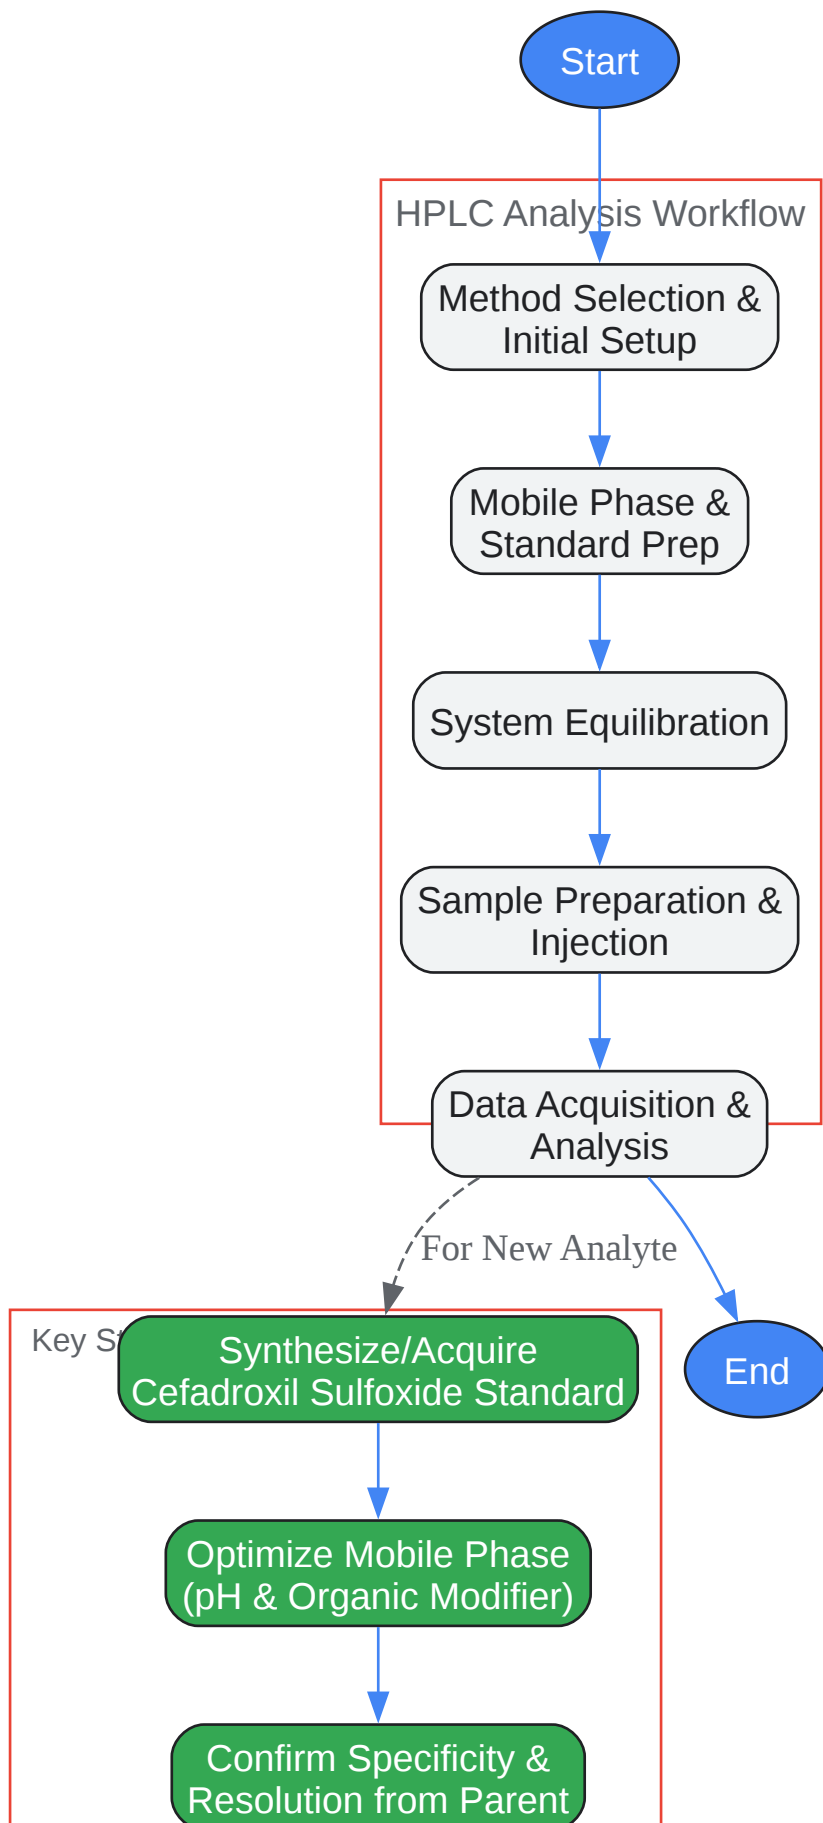 Start
HPLC Analysis Workflow
Method Selection &
Initial Setup
Mobile Phase &
Standard Prep
System Equilibration
Sample Preparation &
Injection
Data Acquisition &
Analysis
For New Analyte
Key
Synthesize/Acquire
Cefadroxil Sulfoxide Standard
End
Optimize Mobile Phase
(pH & Organic Modifier)
Confirm Specificity &
Resolution from Parent